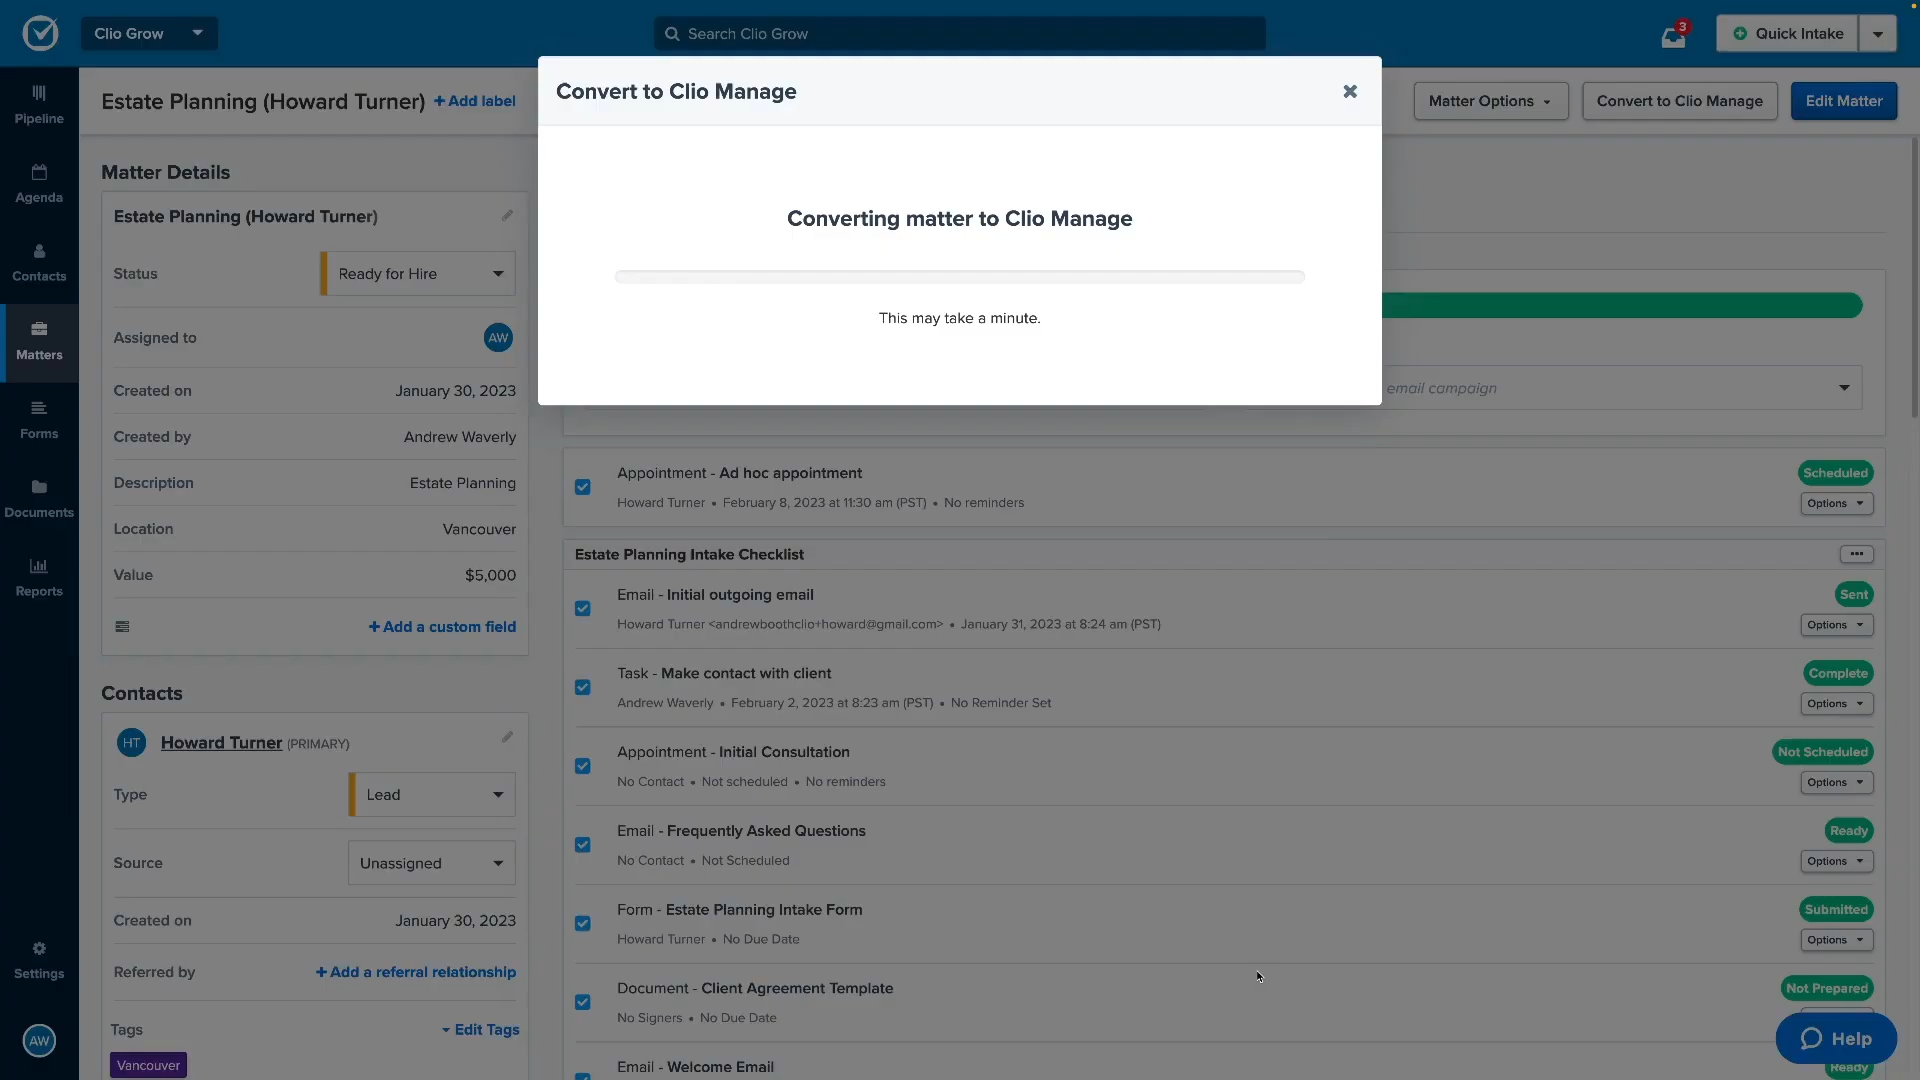 Clio Grow
Search Clio Grow
3
Quick Intake
Pipeline
Agenda
Contacts
Matters
Forms
Documents
Reports
Settings
AW
Estate Planning (Howard Turner)
+ Add label
Matter Options
Convert to Clio Manage
Edit Matter
Convert to Clio Manage
Converting matter to Clio Manage
This may take a minute.
Matter Details
Estate Planning (Howard Turner)
Status
Ready for Hire
Assigned to
AW
Created on
January 30, 2023
Created by
Andrew Waverly
Description
Estate Planning
Location
Vancouver
Value
$5,000
+ Add a custom field
Contacts
HT
Howard Turner (PRIMARY)
Type
Lead
Source
Unassigned
Created on
January 30, 2023
Referred by
+ Add a referral relationship
Tags
Edit Tags
Vancouver
email campaign
Appointment - Ad hoc appointment
Howard Turner • February 8, 2023 at 11:30 am (PST) • No reminders
Scheduled
Options
Estate Planning Intake Checklist
Email - Initial outgoing email
Howard Turner <andrewboothclio+howard@gmail.com> • January 31, 2023 at 8:24 am (PST)
Sent
Options
Task - Make contact with client
Andrew Waverly • February 2, 2023 at 8:23 am (PST) • No Reminder Set
Complete
Options
Appointment - Initial Consultation
No Contact • Not scheduled • No reminders
Not Scheduled
Options
Email - Frequently Asked Questions
No Contact • Not Scheduled
Ready
Options
Form - Estate Planning Intake Form
Howard Turner • No Due Date
Submitted
Options
Document - Client Agreement Template
No Signers • No Due Date
Not Prepared
Email - Welcome Email
Ready
Help